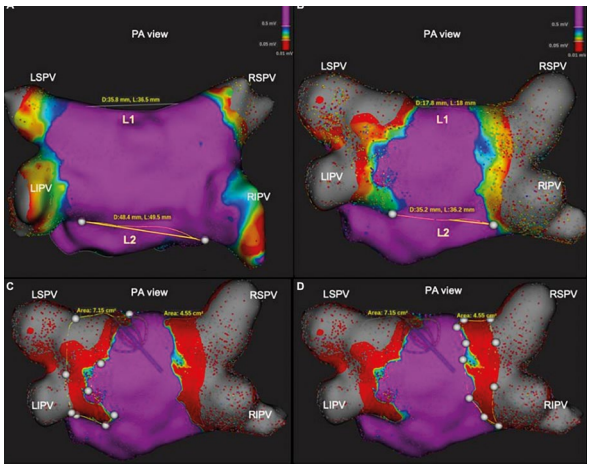 A
PA view
0.5 mV
0.05 mV
0.01 mV
LSPV
RSPV
D:35.8 mm, L:36.5 mm
L1
LIPV
RIPV
D:48.4 mm, L:49.5 mm
L2
B
PA view
0.5 mV
0.05 mV
0.01 mV
LSPV
RSPV
D:17.8 mm, L:18 mm
L1
LIPV
RIPV
D:35.2 mm, L:36.2 mm
L2
C
PA view
LSPV
RSPV
Area: 7.15 cm²
Area: 4.55 cm²
LIPV
RIPV
D
PA view
LSPV
RSPV
Area: 7.15 cm²
Area: 4.55 cm²
LIPV
RIPV